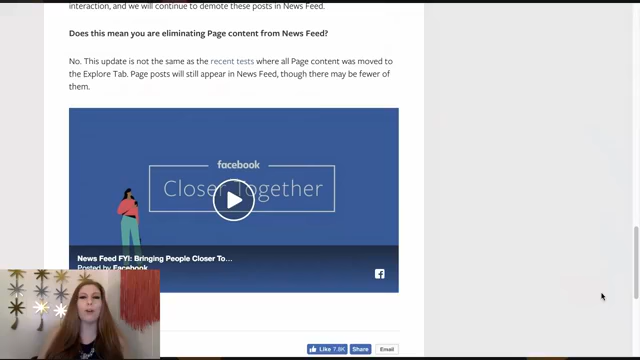 interaction, and we will continue to demote these posts in News Feed.
Does this mean you are eliminating Page content from News Feed?
No. This update is not the same as the recent tests where all Page content was moved to
the Explore Tab. Page posts will still appear in News Feed, though there may be fewer of
them.
facebook
Closer Together
News Feed FYI: Bringing People Closer To...
Posted by Facebook
Like 7.8K Share Email